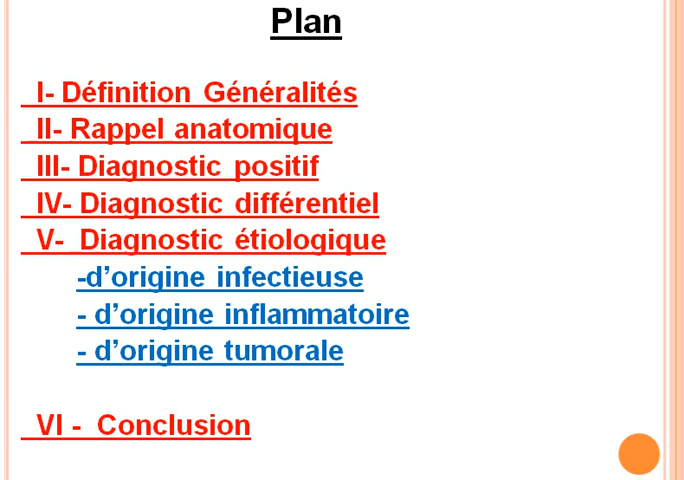 Plan
I- Définition Généralités
II- Rappel anatomique
III- Diagnostic positif
IV- Diagnostic différentiel
V- Diagnostic étiologique
-d’origine infectieuse
- d’origine inflammatoire
- d’origine tumorale
VI - Conclusion